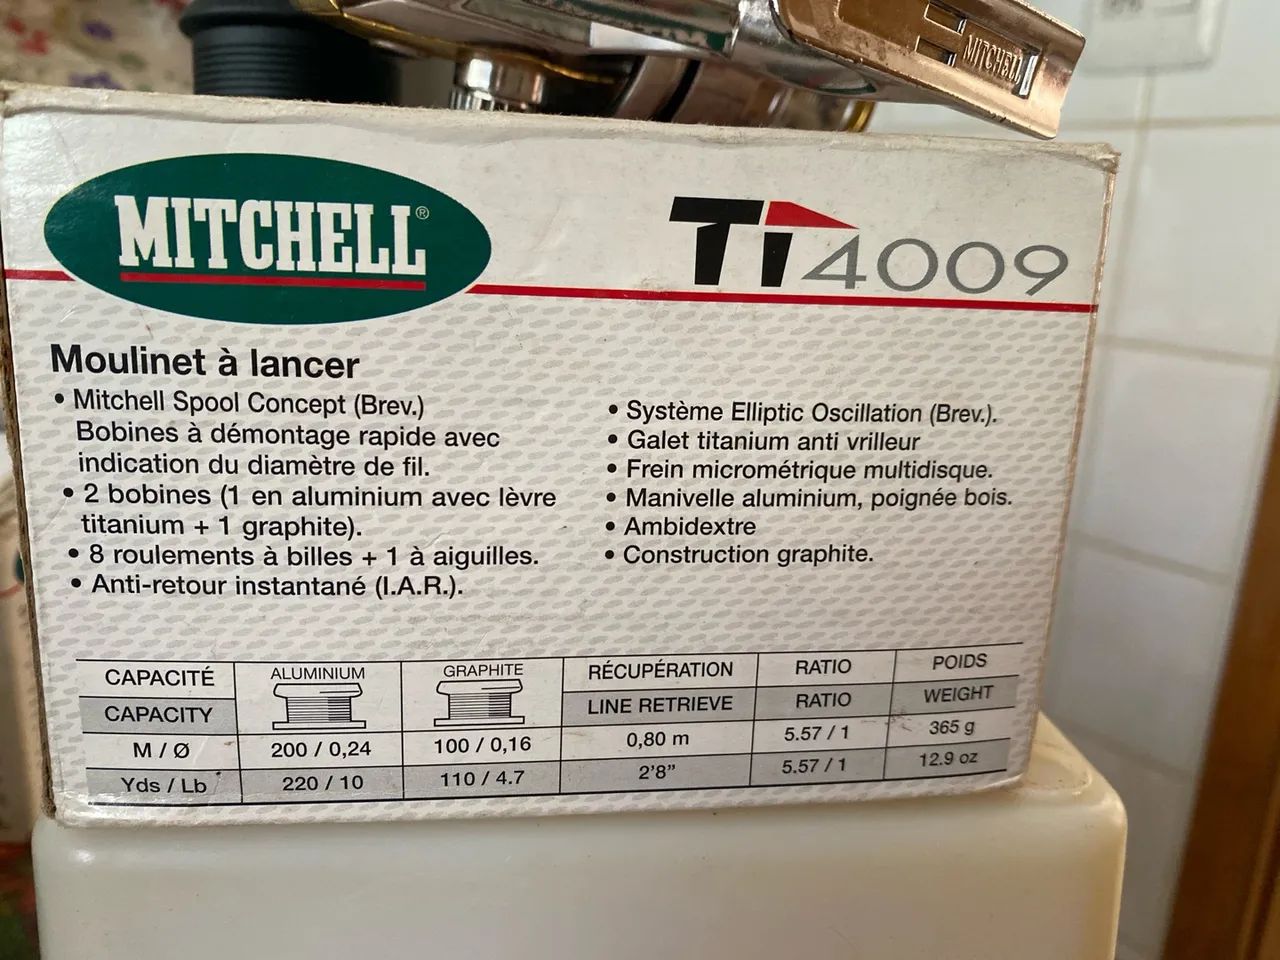 MITCHELL
MITCHELL®
Ti4009
Moulinet à lancer
• Mitchell Spool Concept (Brev.)
Bobines à démontage rapide avec
indication du diamètre de fil.
• 2 bobines (1 en aluminium avec lèvre
titanium + 1 graphite).
• 8 roulements à billes + 1 à aiguilles.
• Anti-retour instantané (I.A.R.).
• Système Elliptic Oscillation (Brev.).
• Galet titanium anti vrilleur
• Frein micrométrique multidisque.
• Manivelle aluminium, poignée bois.
• Ambidextre
• Construction graphite.
CAPACITÉ ALUMINIUM GRAPHITE RÉCUPÉRATION RATIO POIDS
CAPACITY LINE RETRIEVE RATIO WEIGHT
M / Ø 200 / 0,24 100 / 0,16 0,80 m 5.57 / 1 365 g
Yds / Lb 220 / 10 110 / 4.7 2'8” 5.57 / 1 12.9 oz